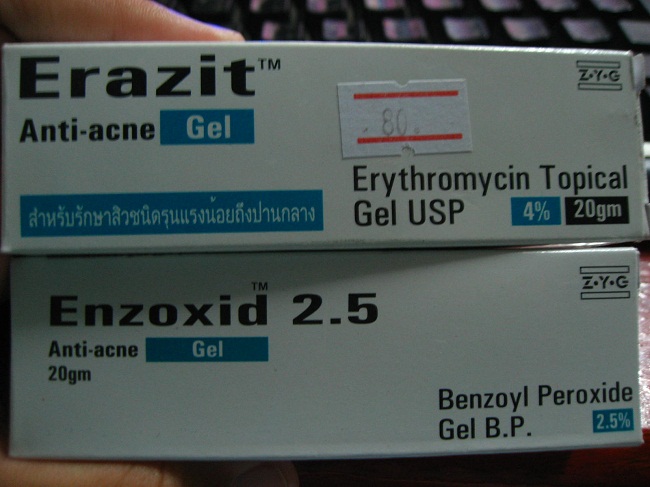 Erazit™
Z·Y·G
Anti-acne Gel
80.
Erythromycin Topical
Gel USP 4% 20gm
สำหรับรักษาสิวชนิดรุนแรงน้อยถึงปานกลาง
Z·Y·G
Enzoxid™ 2.5
Anti-acne Gel
20gm
Benzoyl Peroxide
Gel B.P. 2.5%